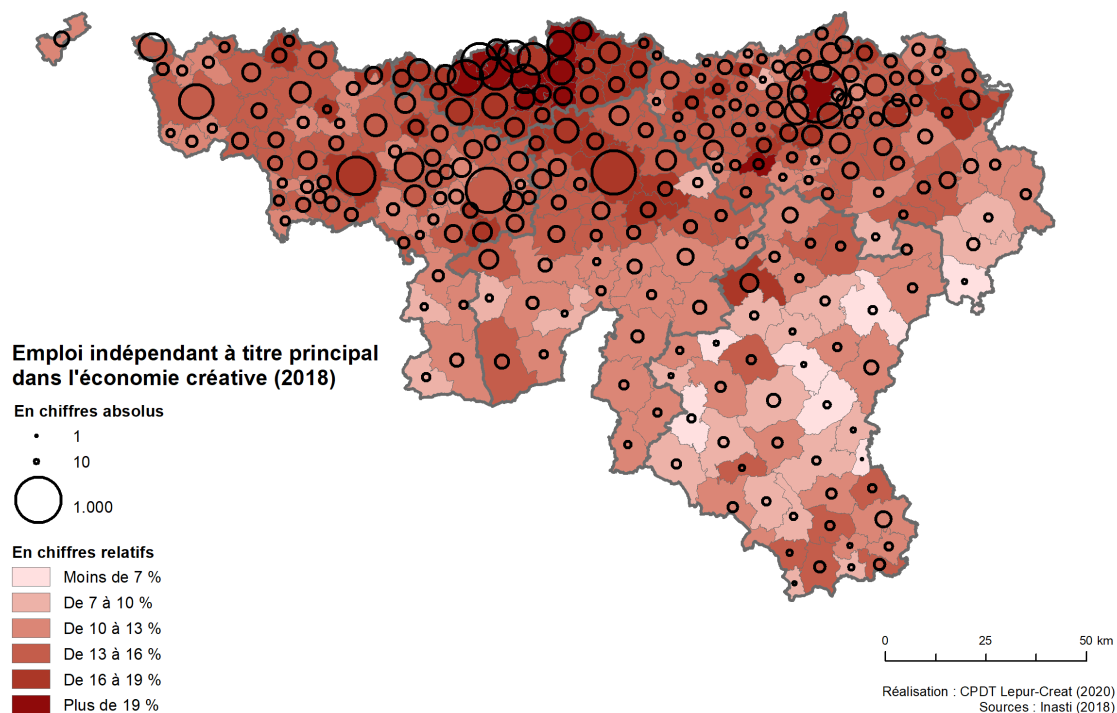 Emploi indépendant à titre principal
dans l'économie créative (2018)
En chiffres absolus
1
10
1.000
En chiffres relatifs
Moins de 7 %
De 7 à 10 %
De 10 à 13 %
De 13 à 16 %
De 16 à 19 %
Plus de 19 %
0 25 50 km
Réalisation : CPDT Lepur-Creat (2020)
Sources : Inasti (2018)